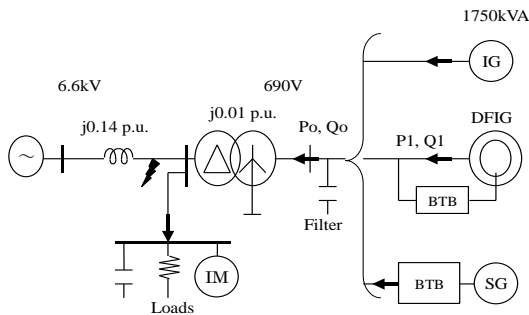 1750kVA
IG
6.6kV
690V
j0.14 p.u.
j0.01 p.u.
Po, Qo
P1, Q1
DFIG
~
BTB
Filter
IM
Loads
BTB
SG